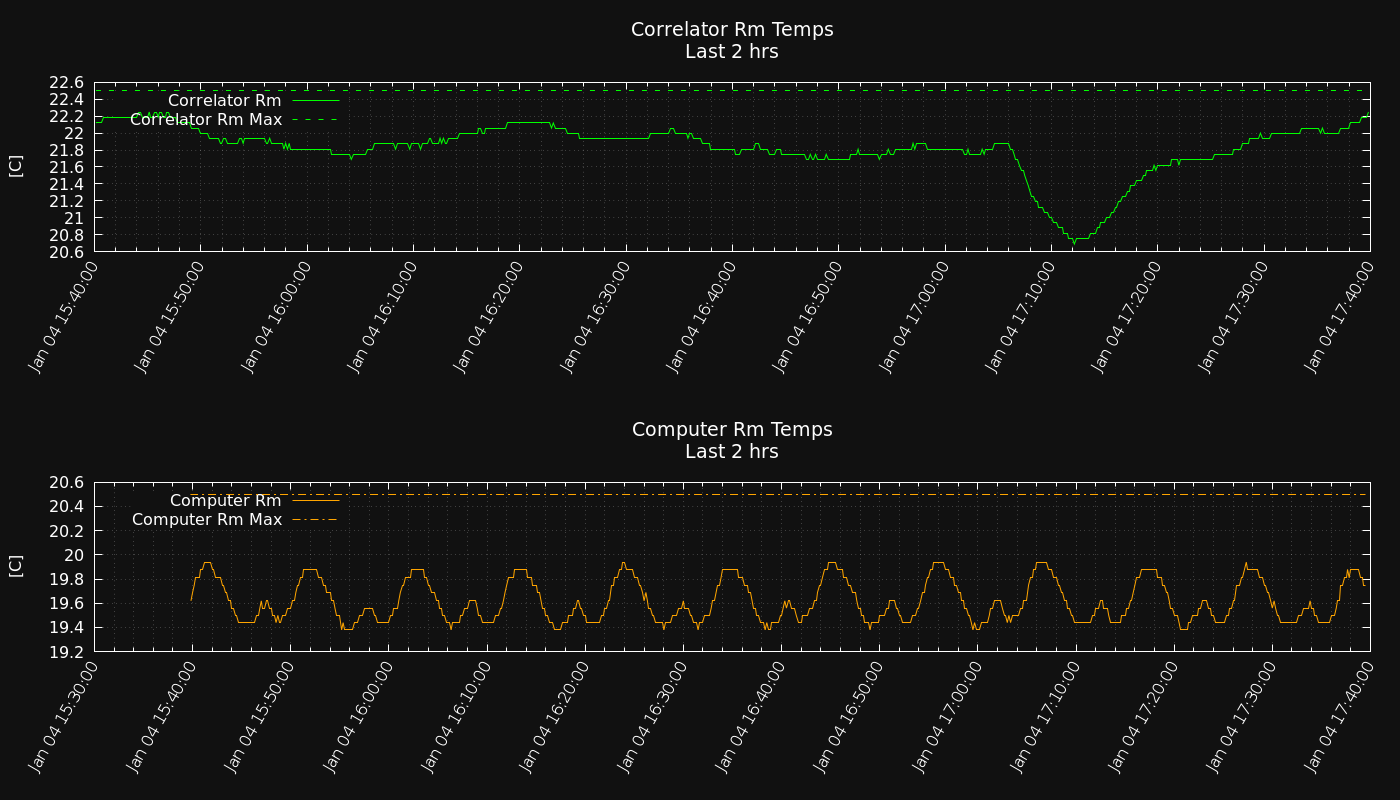 Correlator Rm Temps
Last 2 hrs
[C]
22.6
22.4
22.2
22
21.8
21.6
21.4
21.2
21
20.8
20.6
Correlator Rm
Correlator Rm Max
Jan 04 15:40:00
Jan 04 15:50:00
Jan 04 16:00:00
Jan 04 16:10:00
Jan 04 16:20:00
Jan 04 16:30:00
Jan 04 16:40:00
Jan 04 16:50:00
Jan 04 17:00:00
Jan 04 17:10:00
Jan 04 17:20:00
Jan 04 17:30:00
Jan 04 17:40:00
Computer Rm Temps
Last 2 hrs
[C]
20.6
20.4
20.2
20
19.8
19.6
19.4
19.2
Computer Rm
Computer Rm Max
Jan 04 15:30:00
Jan 04 15:40:00
Jan 04 15:50:00
Jan 04 16:00:00
Jan 04 16:10:00
Jan 04 16:20:00
Jan 04 16:30:00
Jan 04 16:40:00
Jan 04 16:50:00
Jan 04 17:00:00
Jan 04 17:10:00
Jan 04 17:20:00
Jan 04 17:30:00
Jan 04 17:40:00